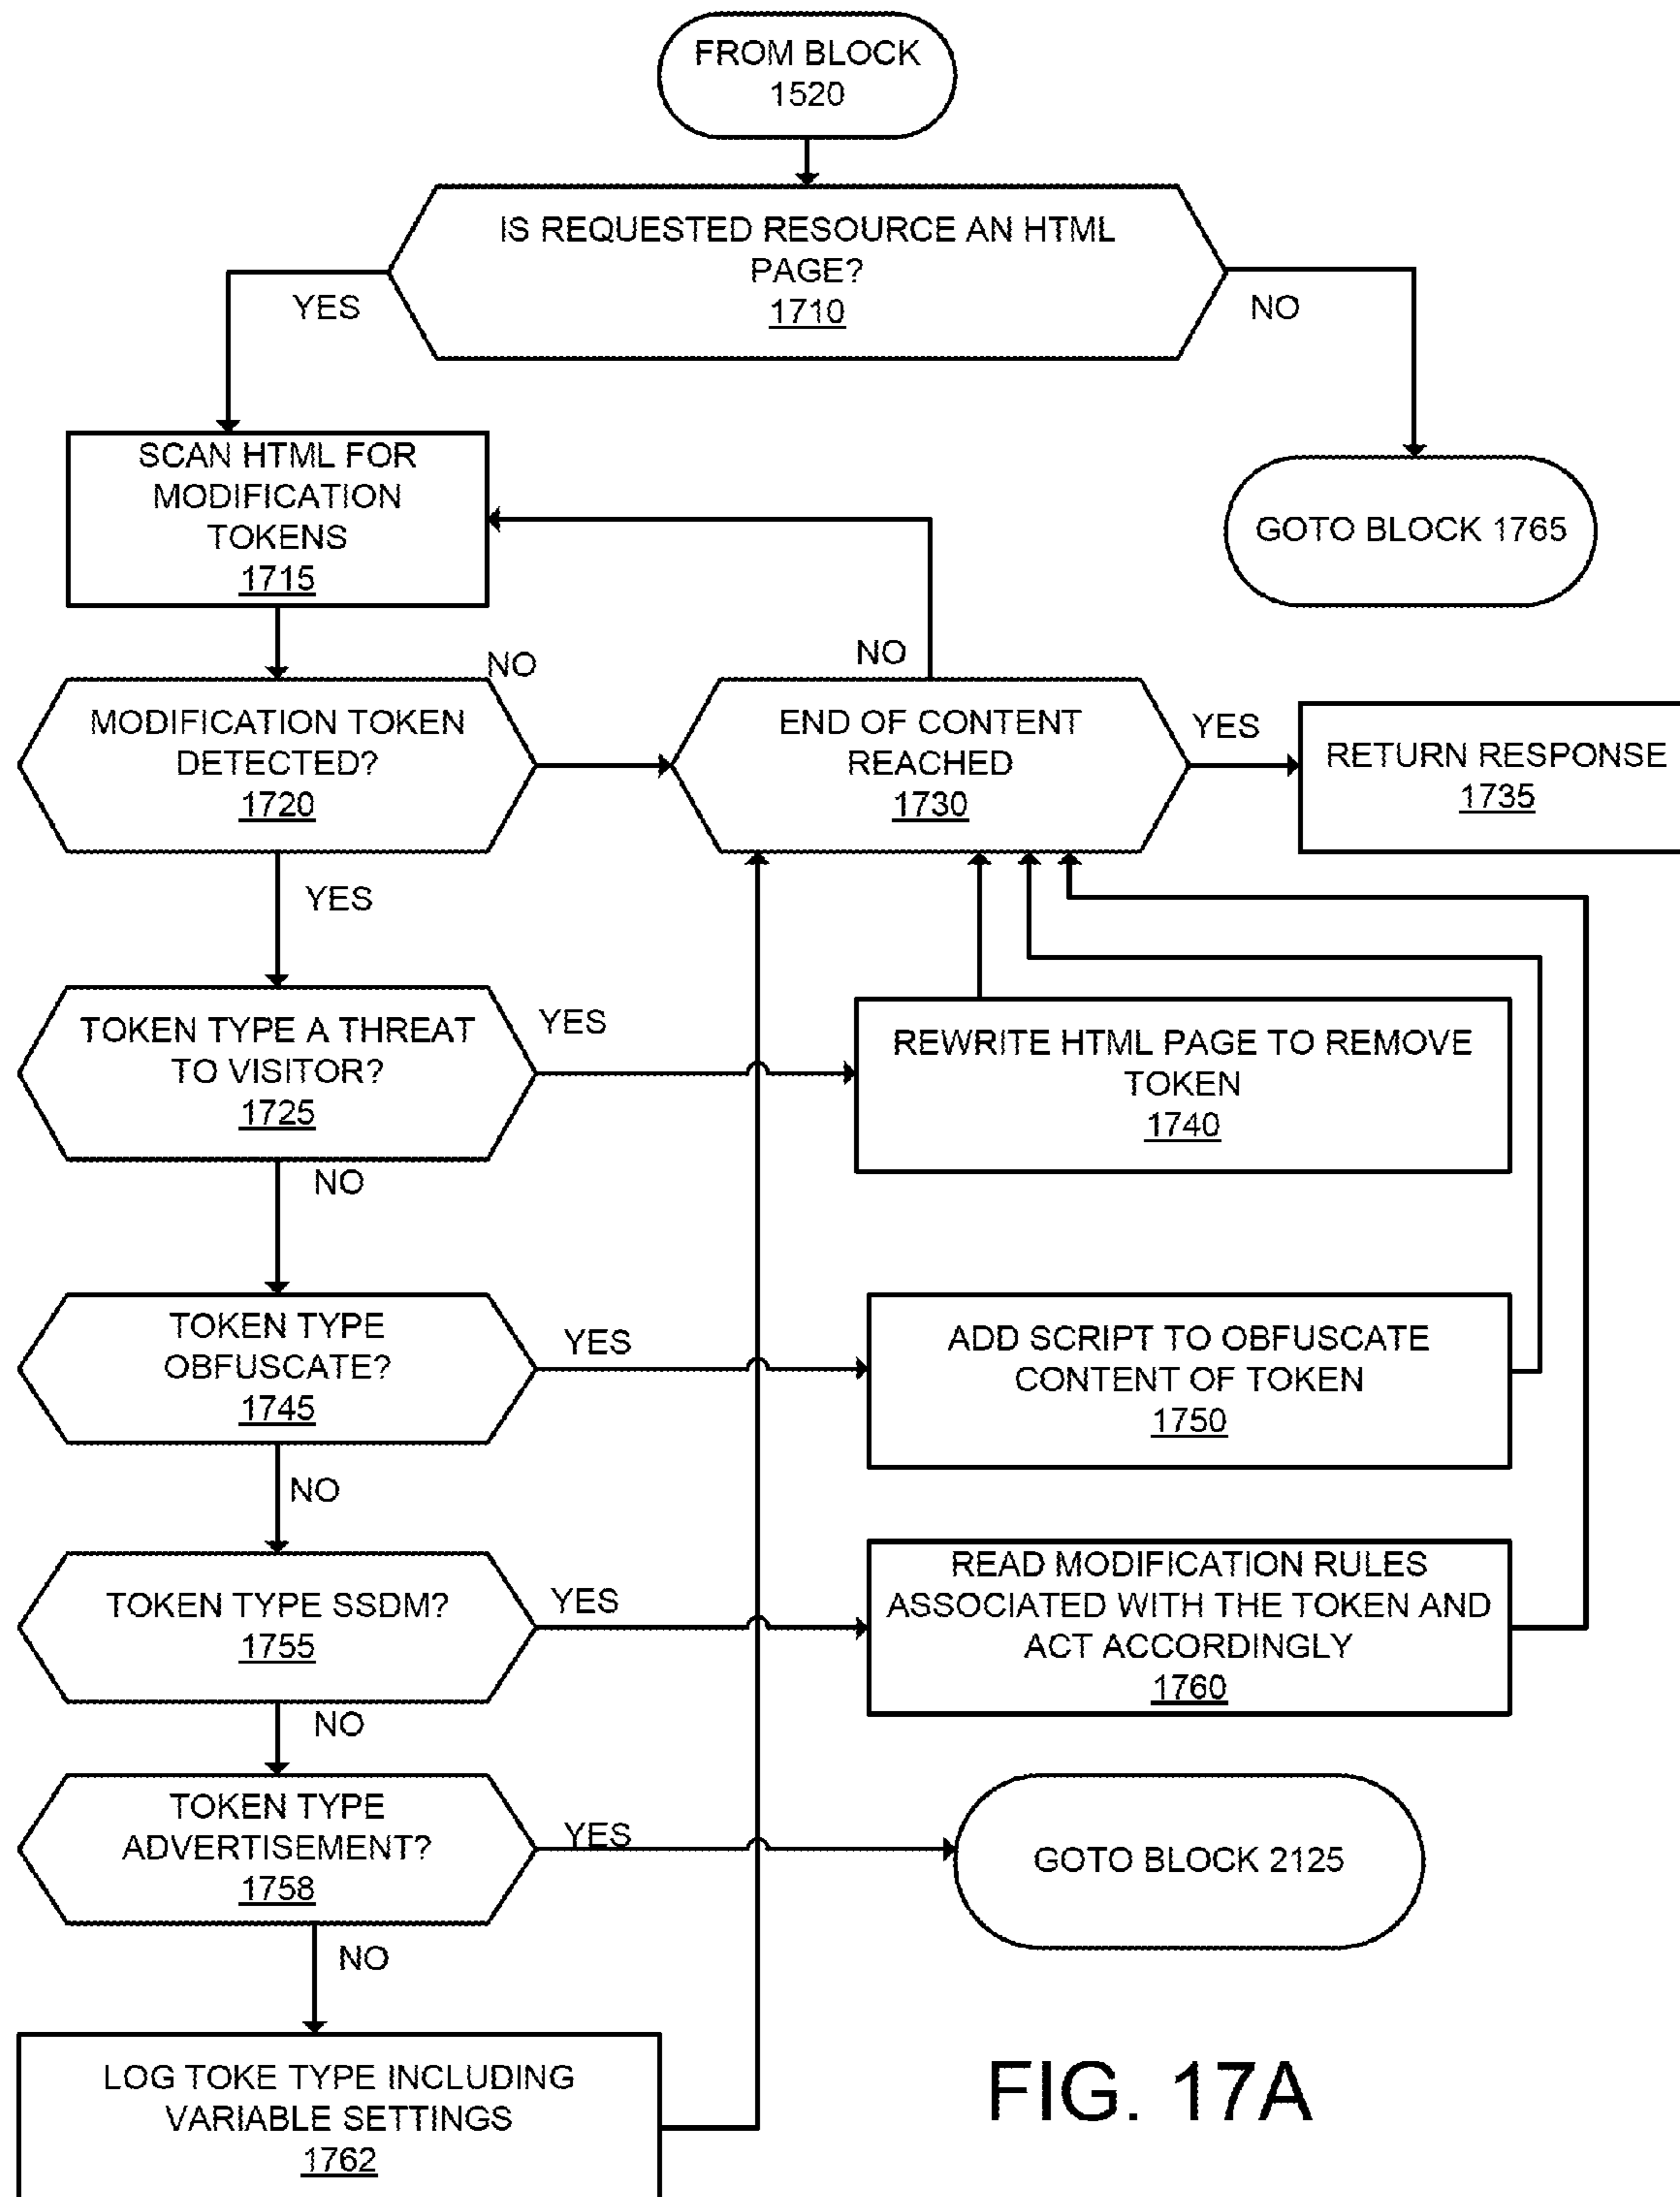 FROM BLOCK
1520
IS REQUESTED RESOURCE AN HTML
PAGE?
1710
YES
NO
SCAN HTML FOR
MODIFICATION
TOKENS
1715
GOTO BLOCK 1765
NO
NO
MODIFICATION TOKEN
DETECTED?
1720
END OF CONTENT
REACHED
1730
YES
RETURN RESPONSE
1735
YES
TOKEN TYPE A THREAT
TO VISITOR?
1725
YES
REWRITE HTML PAGE TO REMOVE
TOKEN
1740
NO
TOKEN TYPE
OBFUSCATE?
1745
YES
ADD SCRIPT TO OBFUSCATE
CONTENT OF TOKEN
1750
NO
TOKEN TYPE SSDM?
1755
YES
READ MODIFICATION RULES
ASSOCIATED WITH THE TOKEN AND
ACT ACCORDINGLY
1760
NO
TOKEN TYPE
ADVERTISEMENT?
1758
YES
GOTO BLOCK 2125
NO
LOG TOKE TYPE INCLUDING
VARIABLE SETTINGS
1762
FIG. 17A